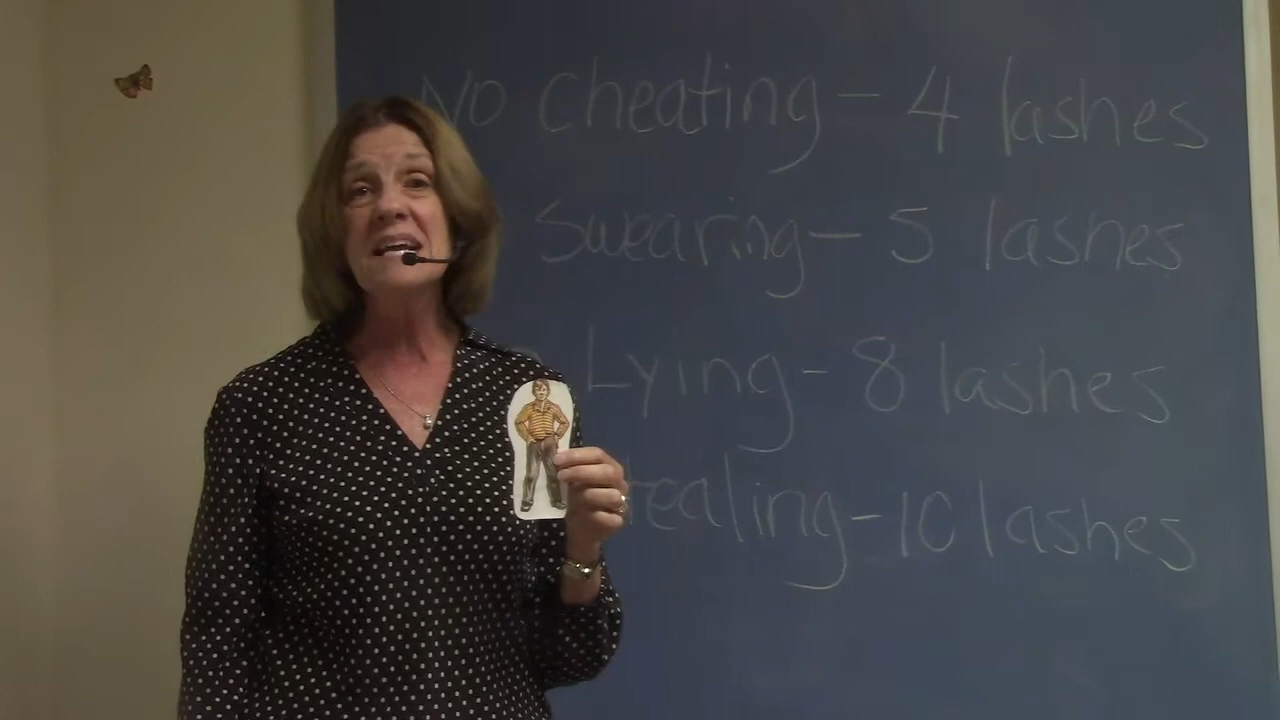 No Cheating - 4 lashes
Swearing - 5 lashes
Lying - 8 lashes
tealing - 10 lashes